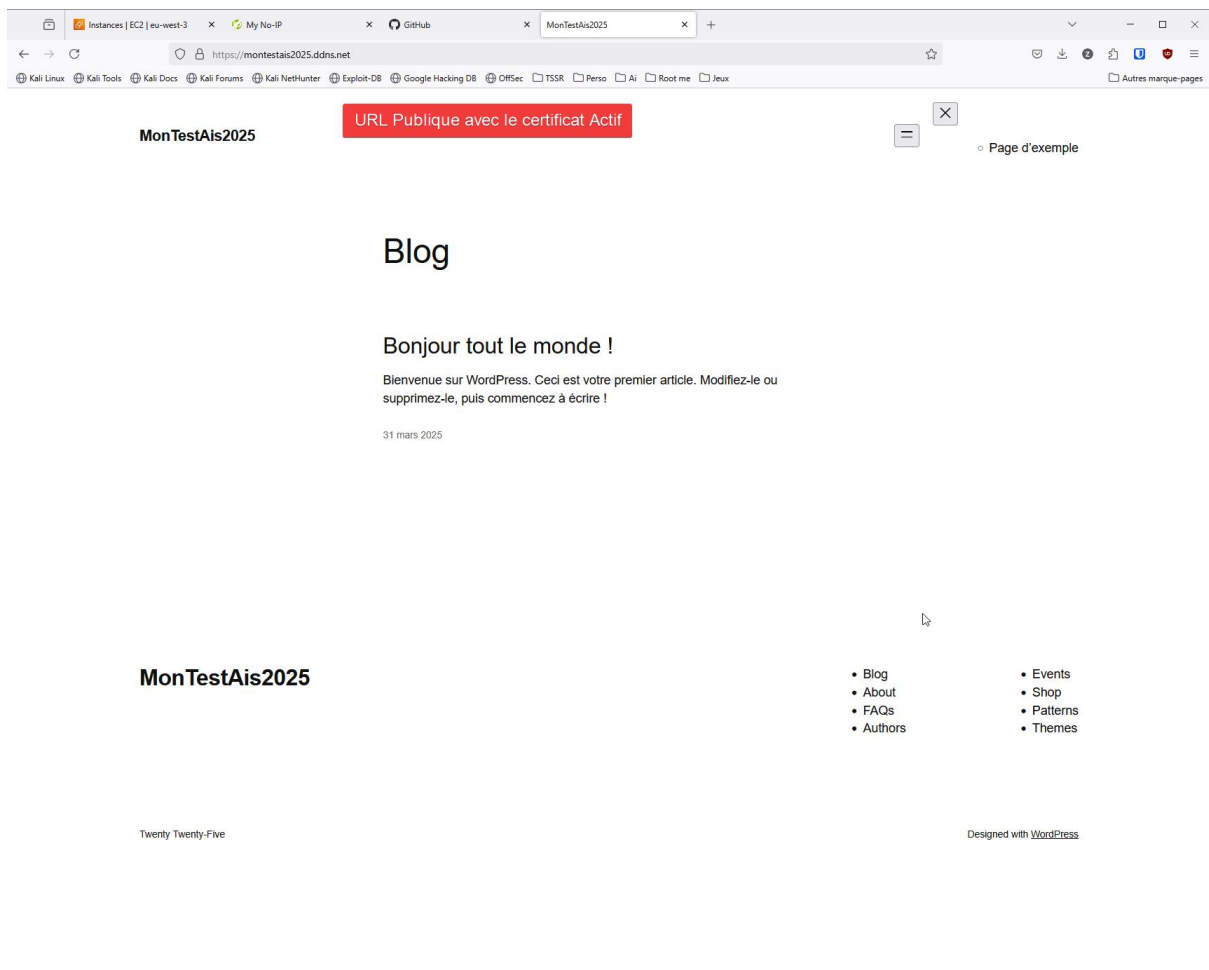 Instances | EC2 | eu-west-3
My No-IP
GitHub
MonTestAis2025
https://montestais2025.ddns.net
Kali Linux Kali Tools Kali Docs Kali Forums Kali NetHunter Exploit-DB Google Hacking DB OffSec TSSR Perso Ai Root me Jeux Autres marque-pages
URL Publique avec le certificat Actif
MonTestAis2025
Page d'exemple
Blog
Bonjour tout le monde !
Bienvenue sur WordPress. Ceci est votre premier article. Modifiez-le ou
supprimez-le, puis commencez à écrire !
31 mars 2025
MonTestAis2025
Blog
About
FAQs
Authors
Events
Shop
Patterns
Themes
Twenty Twenty-Five
Designed with WordPress